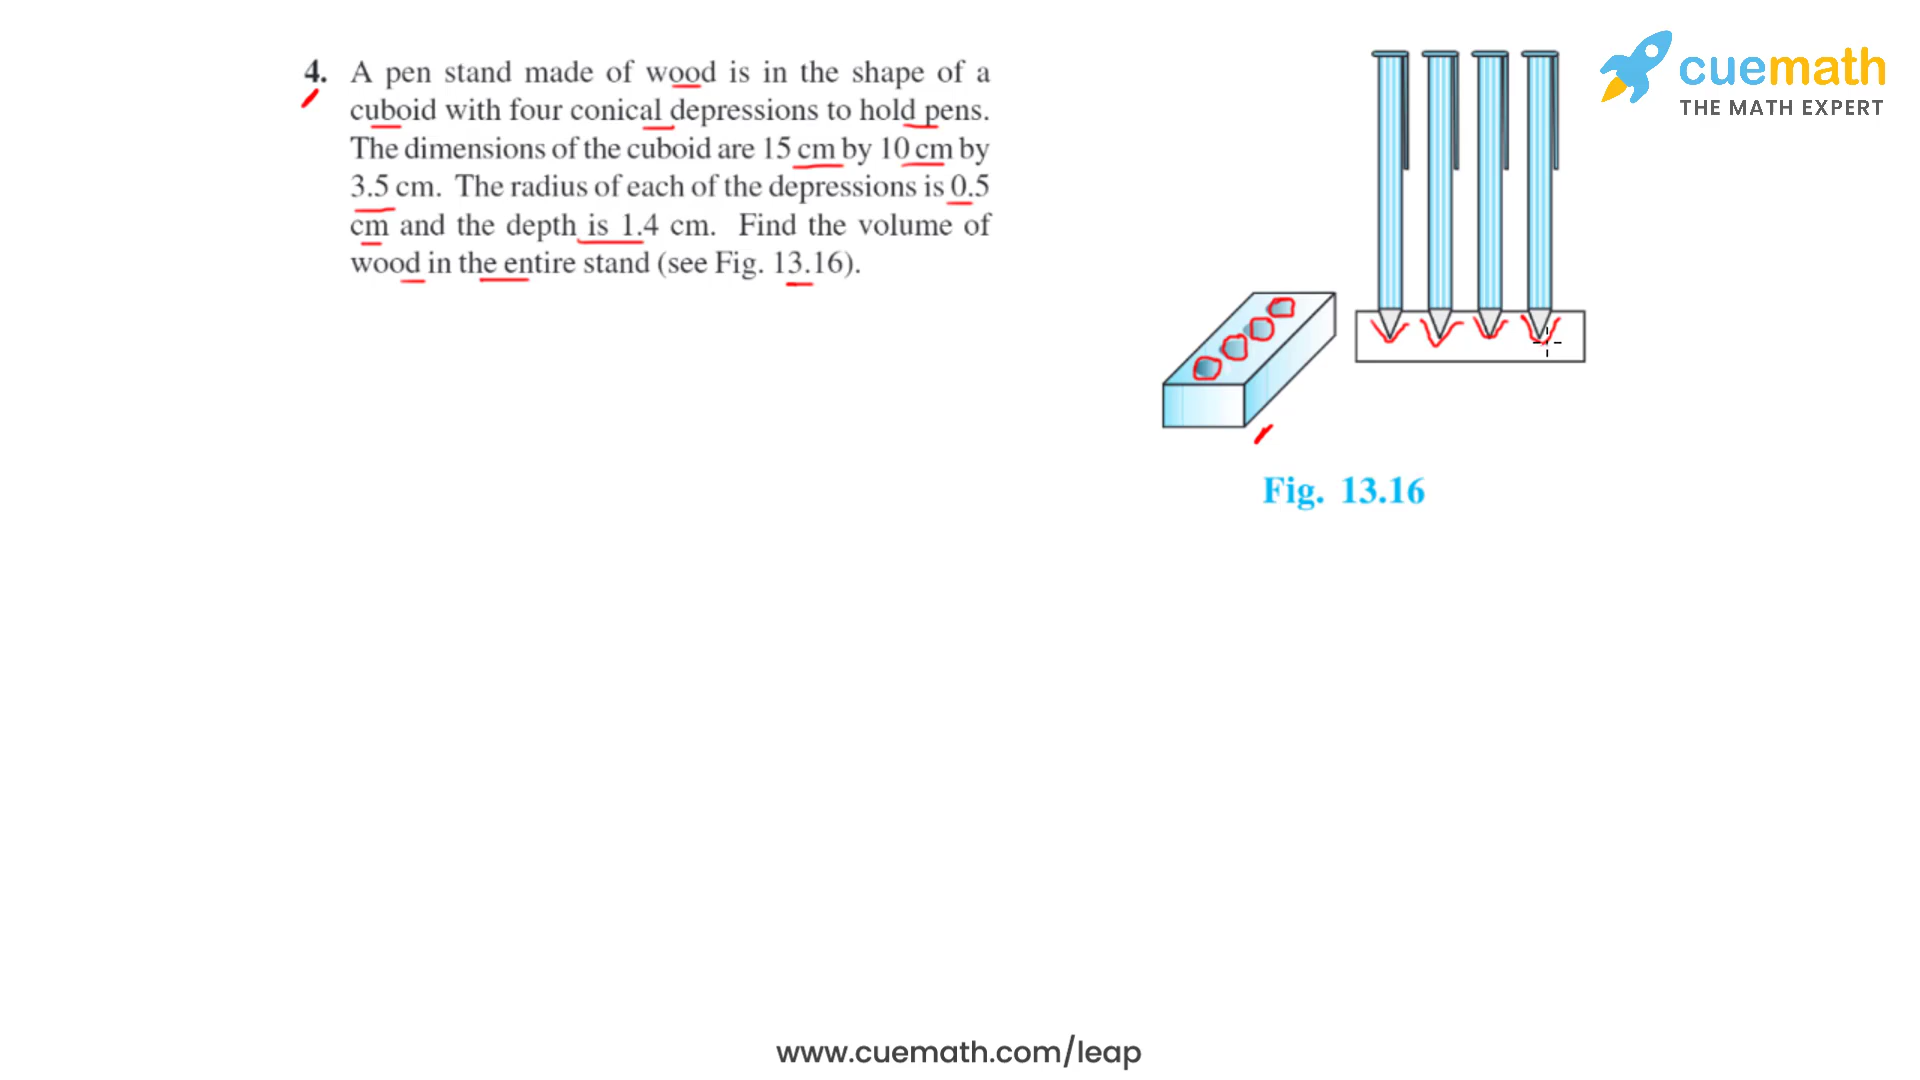 4. A pen stand made of wood is in the shape of a
cuboid with four conical depressions to hold pens.
The dimensions of the cuboid are 15 cm by 10 cm by
3.5 cm. The radius of each of the depressions is 0.5
cm and the depth is 1.4 cm. Find the volume of
wood in the entire stand (see Fig. 13.16).
cuemath
THE MATH EXPERT
Fig. 13.16
www.cuemath.com/leap